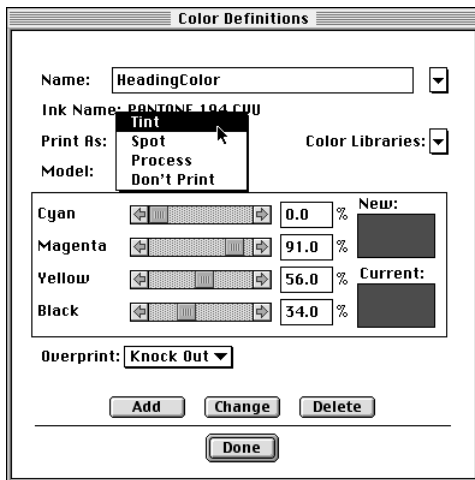 Color Definitions
Name: HeadingColor
Ink Name: PANTONE 194 CVU
Print As: Tint Color Libraries:
Spot
Process
Model: Don't Print
Cyan 0.0 % New:
Magenta 91.0 %
Yellow 56.0 % Current:
Black 34.0 %
Overprint: Knock Out
Add Change Delete
Done